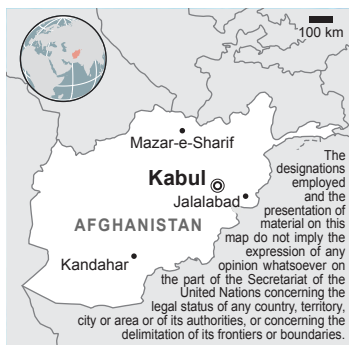 100 km
Mazar-e-Sharif
Kabul
Jalalabad
AFGHANISTAN
Kandahar
The
designations
employed
and the
presentation of
material on this
map do not imply the
expression of any
opinion whatsoever on
the part of the Secretariat of the
United Nations concerning the
legal status of any country, territory,
city or area or of its authorities, or concerning the
delimitation of its frontiers or boundaries.